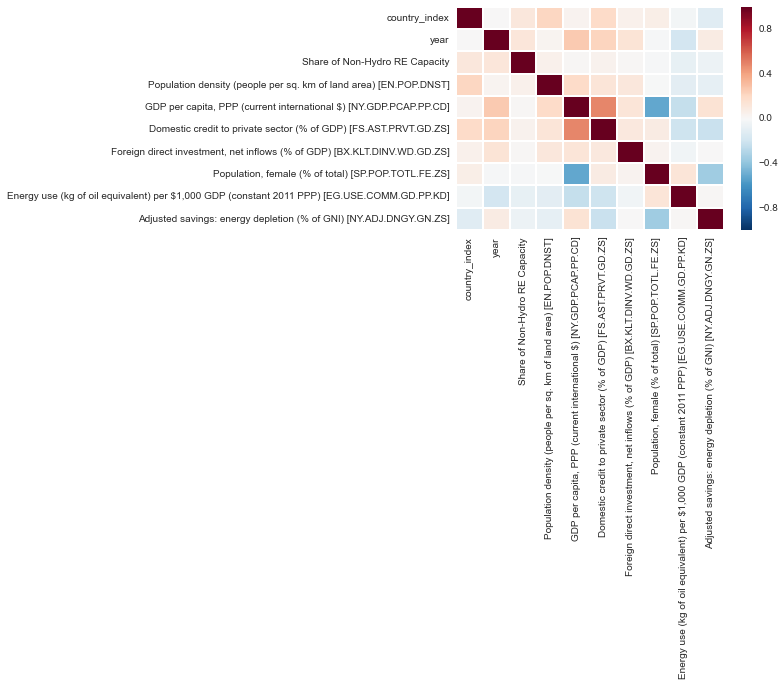 country_index
year
Share of Non-Hydro RE Capacity
Population density (people per sq. km of land area) [EN.POP.DNST]
GDP per capita, PPP (current international $) [NY.GDP.PCAP.PP.CD]
Domestic credit to private sector (% of GDP) [FS.AST.PRVT.GD.ZS]
Foreign direct investment, net inflows (% of GDP) [BX.KLT.DINV.WD.GD.ZS]
Population, female (% of total) [SP.POP.TOTL.FE.ZS]
Energy use (kg of oil equivalent) per $1,000 GDP (constant 2011 PPP) [EG.USE.COMM.GD.PP.KD]
Adjusted savings: energy depletion (% of GNI) [NY.ADJ.DNGY.GN.ZS]
0.8
0.4
0.0
−0.4
−0.8
country_index
year
Share of Non-Hydro RE Capacity
Population density (people per sq. km of land area) [EN.POP.DNST]
GDP per capita, PPP (current international $) [NY.GDP.PCAP.PP.CD]
Domestic credit to private sector (% of GDP) [FS.AST.PRVT.GD.ZS]
Foreign direct investment, net inflows (% of GDP) [BX.KLT.DINV.WD.GD.ZS]
Population, female (% of total) [SP.POP.TOTL.FE.ZS]
Energy use (kg of oil equivalent) per $1,000 GDP (constant 2011 PPP) [EG.USE.COMM.GD.PP.KD]
Adjusted savings: energy depletion (% of GNI) [NY.ADJ.DNGY.GN.ZS]